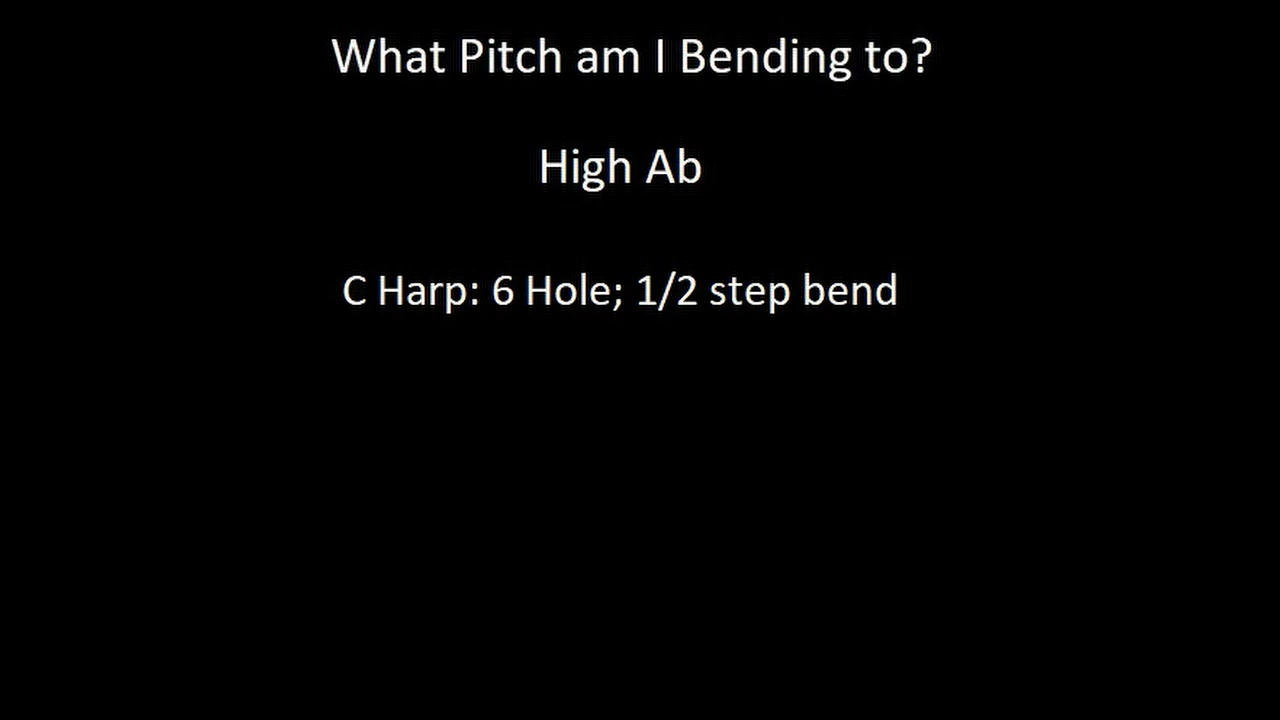 What Pitch am I Bending to?
High Ab
C Harp: 6 Hole; 1/2 step bend